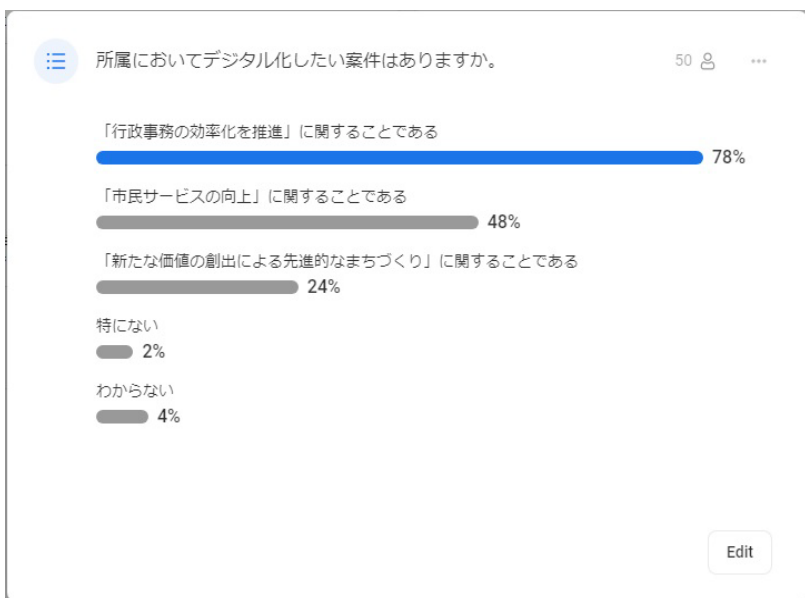 所属においてデジタル化したい案件はありますか。
50
「行政事務の効率化を推進」に関することである
78%
「市民サービスの向上」に関することである
48%
「新たな価値の創出による先進的なまちづくり」に関することである
24%
特にない
2%
わからない
4%
Edit